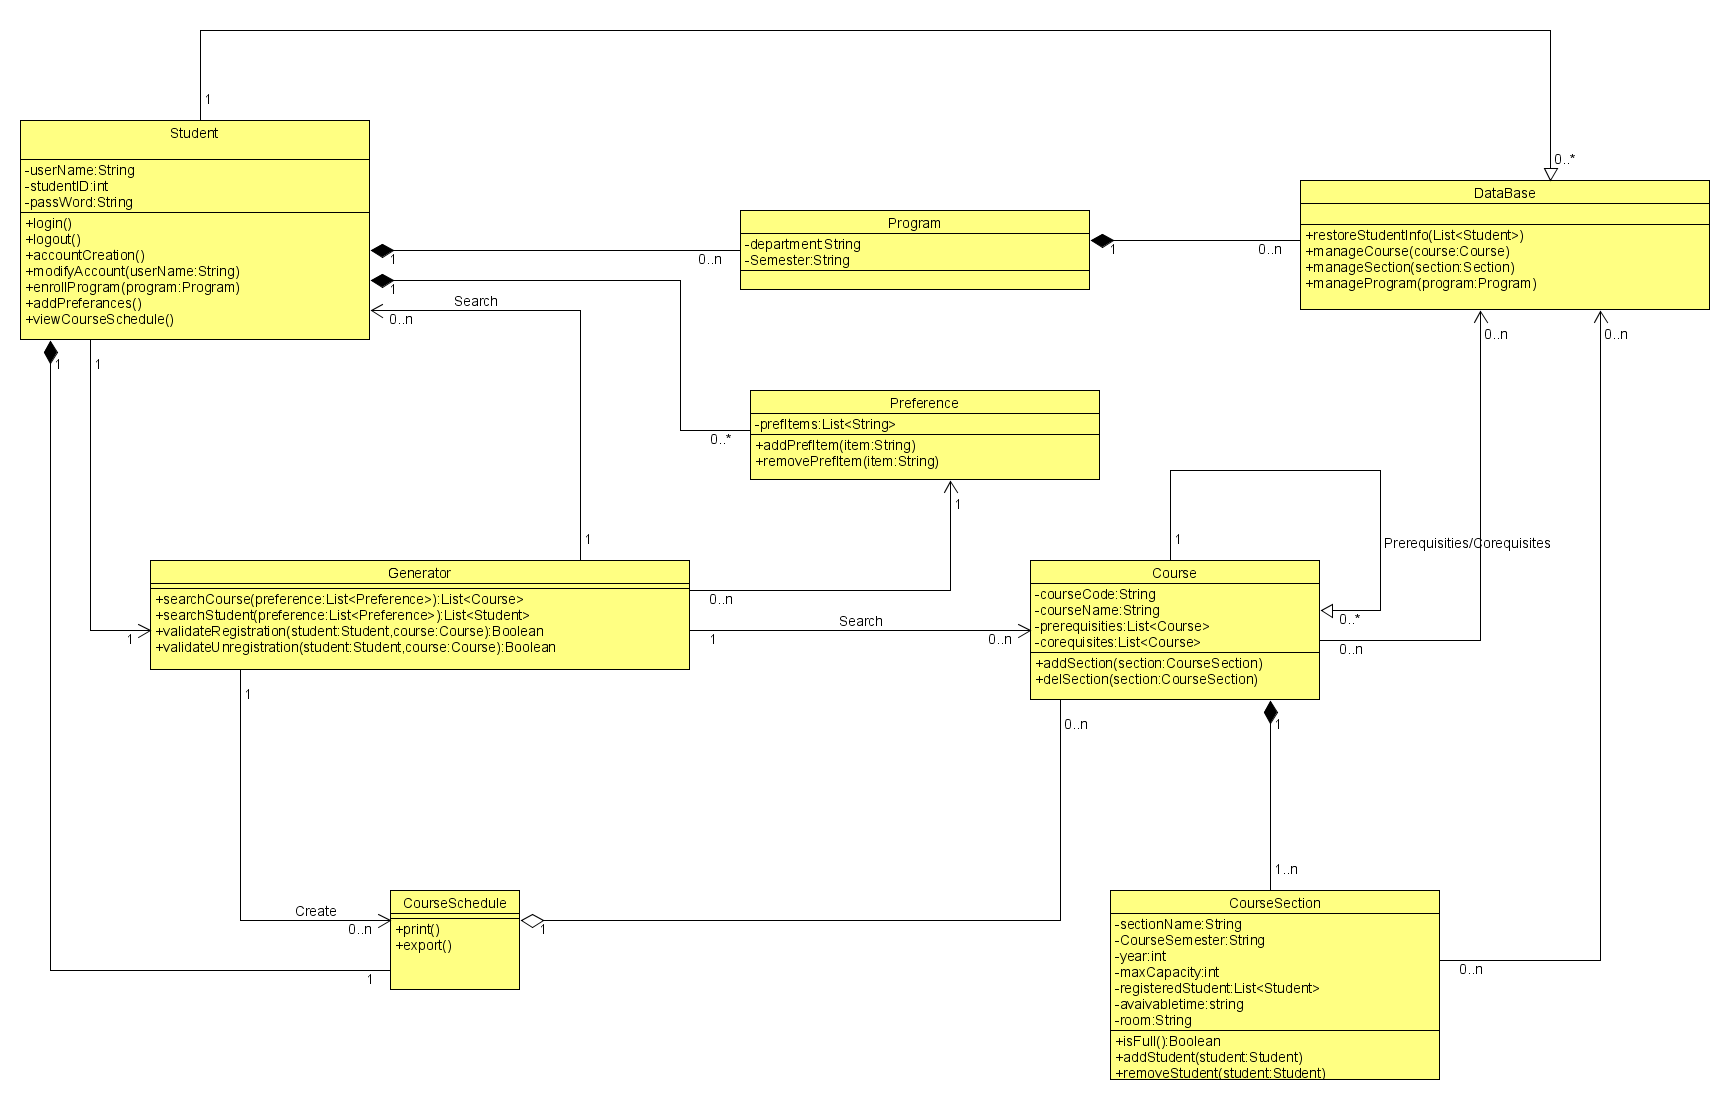 1
0..*
Student
-userName:String
-studentID:int
-passWord:String
+login()
+logout()
+accountCreation()
+modifyAccount(userName:String)
+enrollProgram(program:Program)
+addPreferances()
+viewCourseSchedule()
1
0..n
1
Search
0..n
1
1
Program
-department:String
-Semester:String
1
0..n
DataBase
+restoreStudentInfo(List<Student>)
+manageCourse(course:Course)
+manageSection(section:Section)
+manageProgram(program:Program)
0..n
0..n
Preference
-prefItems:List<String>
+addPrefItem(item:String)
+removePrefItem(item:String)
0..*
1
1
1
Prerequisities/Corequisites
Generator
+searchCourse(preference:List<Preference>):List<Course>
+searchStudent(preference:List<Preference>):List<Student>
+validateRegistration(student:Student,course:Course):Boolean
+validateUnregistration(student:Student,course:Course):Boolean
1
0..n
Search
1
0..n
Course
-courseCode:String
-courseName:String
-prerequisities:List<Course>
-corequisites:List<Course>
+addSection(section:CourseSection)
+delSection(section:CourseSection)
0..*
0..n
1
0..n
1
1..n
Create
0..n
CourseSchedule
+print()
+export()
1
1
CourseSection
-sectionName:String
-CourseSemester:String
-year:int
-maxCapacity:int
-registeredStudent:List<Student>
-avaivabletime:string
-room:String
+isFull():Boolean
+addStudent(student:Student)
+removeStudent(student:Student)
0..n